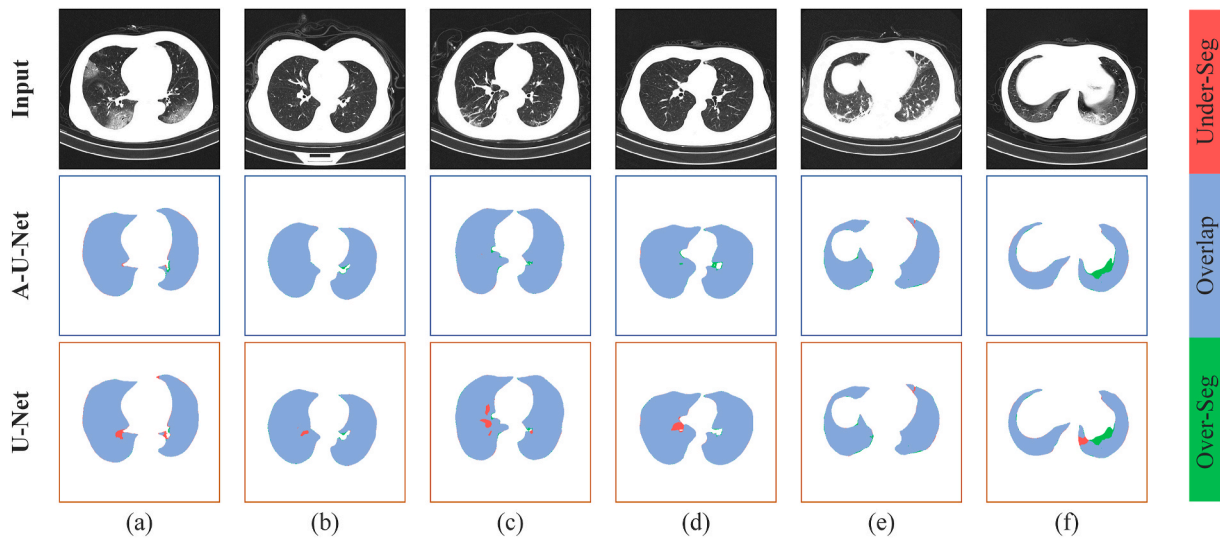 Input
A-U-Net
U-Net
Under-Seg
Overlap
Over-Seg
(a) (b) (c) (d) (e) (f)